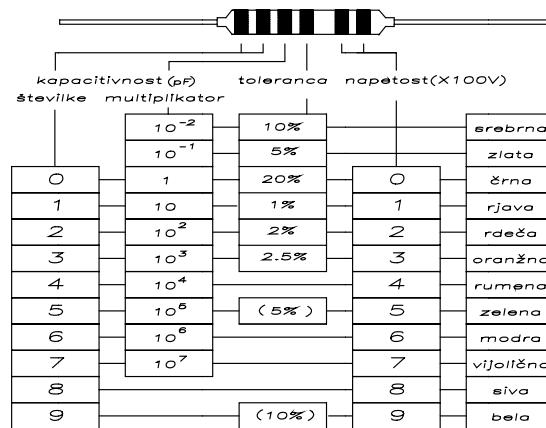 kapacitivnost (pF) toleranca napetost(X100V)
številke multiplikator
10⁻² 10% srebrna
10⁻¹ 5% zlata
0 1 20% 0 črna
1 10 1% 1 rjava
2 10² 2% 2 rdeča
3 10³ 2.5% 3 oranžna
4 10⁴ 4 rumena
5 10⁵ (5%) 5 zelena
6 10⁶ 6 modra
7 10⁷ 7 vijolična
8 8 siva
9 (10%) 9 bela